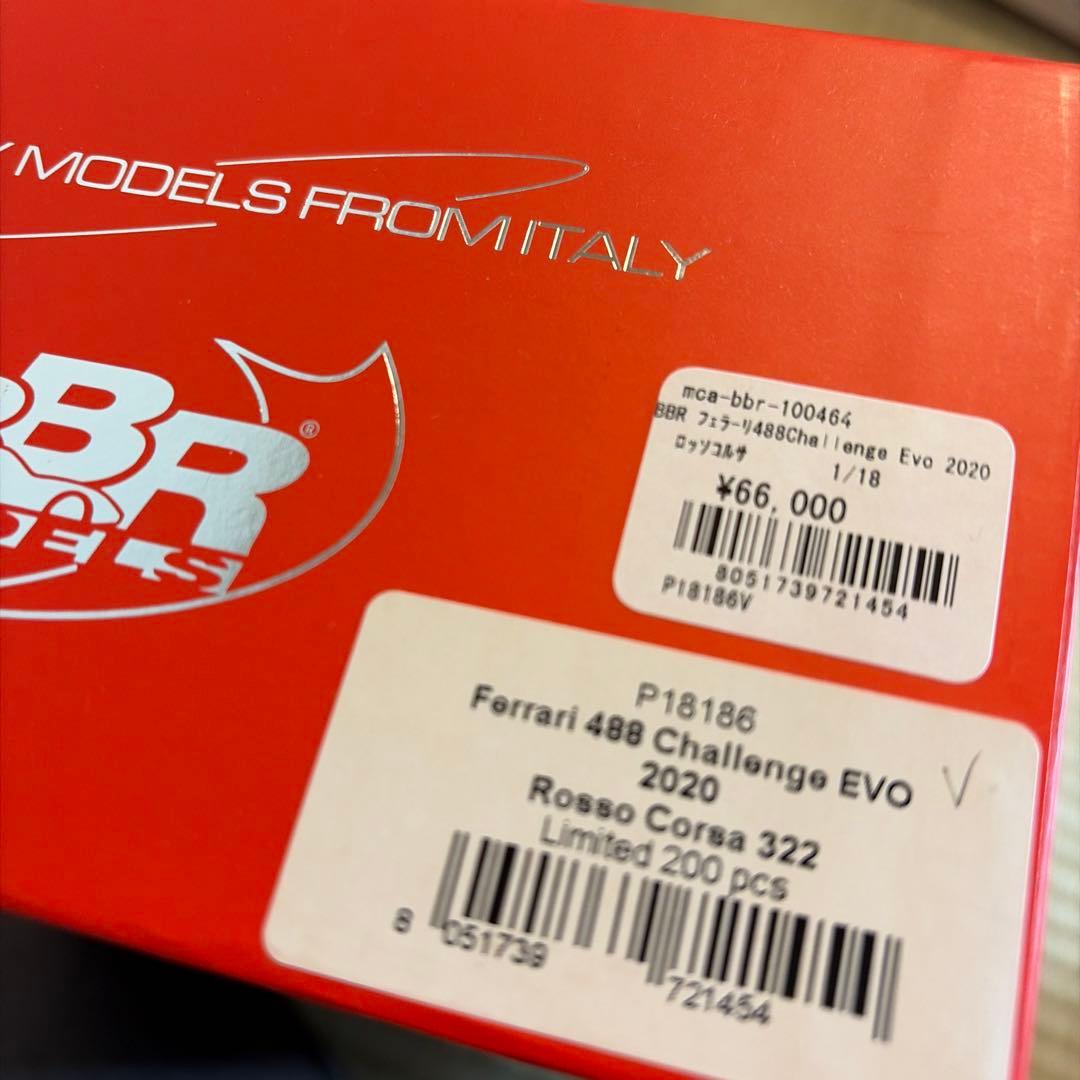 Y MODELS FROM ITALY
BBR®
DELS
mca-bbr-100464
BBR フェラーリ488Challenge Evo 2020
ロッソコルサ 1/18
¥66,000
8051739721454
P18186V
P18186
Ferrari 488 Challenge EVO
2020
Rosso Corsa 322
Limited 200 pcs
8 051739 721454